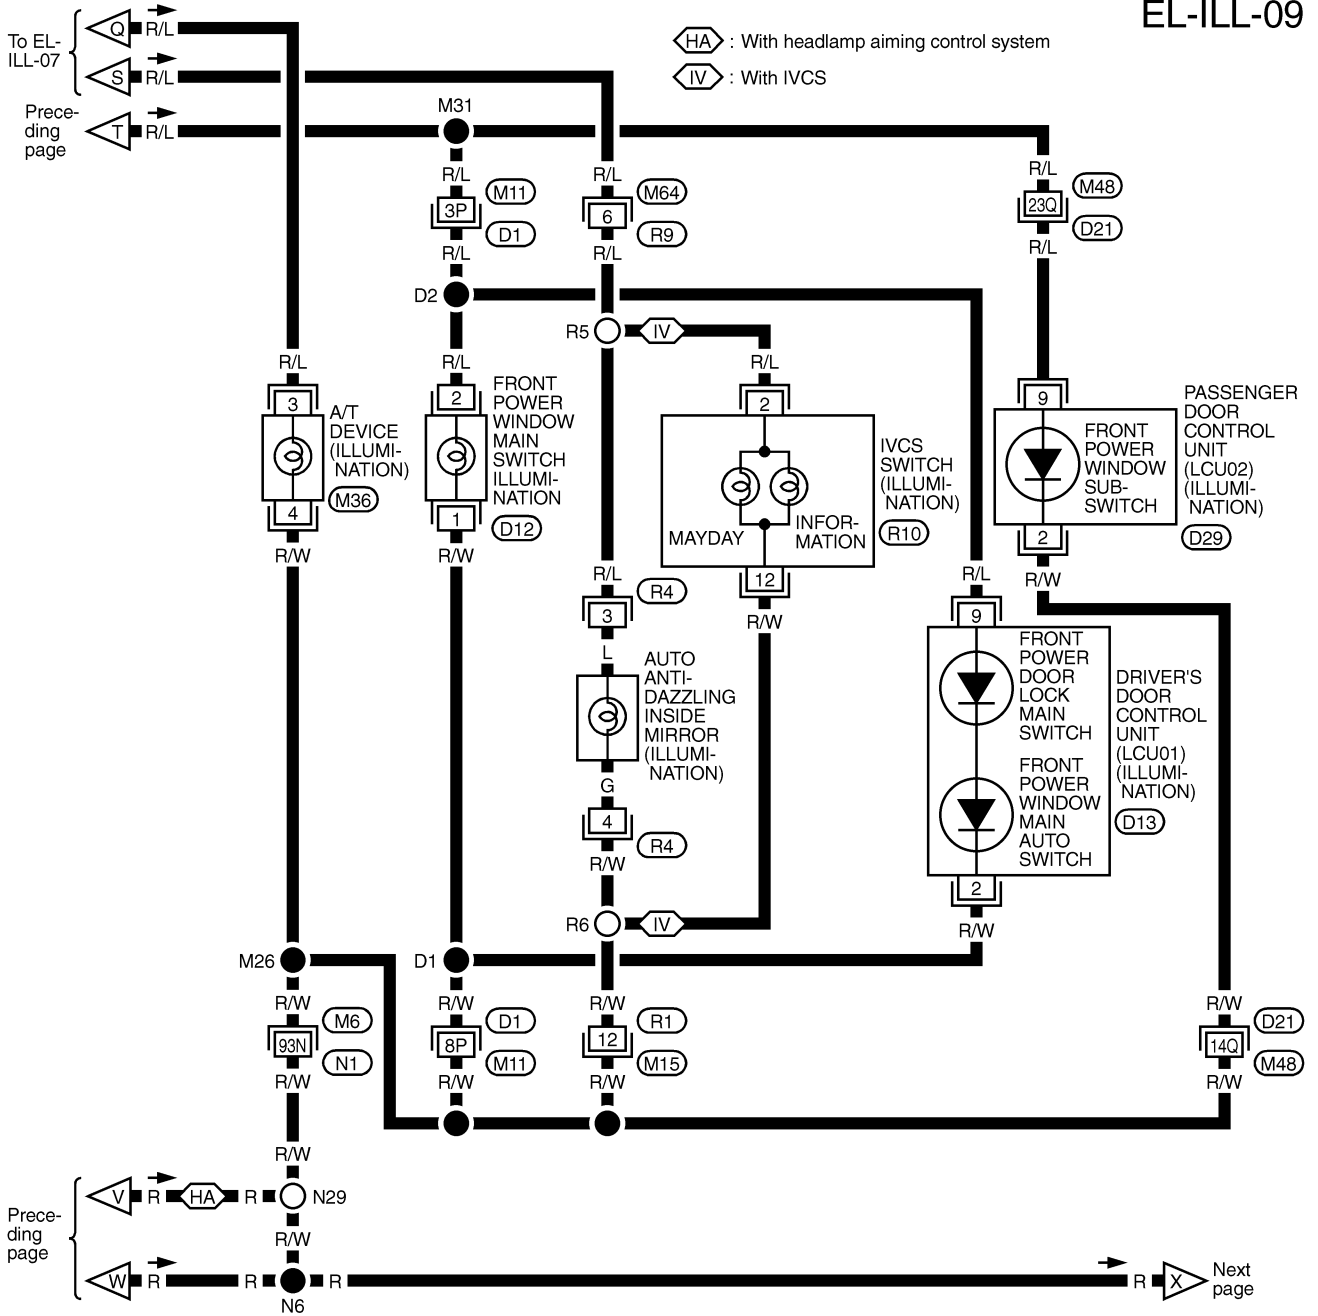 EL-ILL-09
To EL-
ILL-07
Q R/L
S R/L
HA : With headlamp aiming control system
IV : With IVCS
Prece-
ding
page
T R/L
M31
R/L
R/L
R/L
M11
3P
D1
M64
6
R9
M48
23Q
D21
R/L
R/L
R/L
D2
R5
IV
R/L
R/L
R/L
3
A/T
DEVICE
(ILLUMI-
NATION)
M36
4
R/W
2
FRONT
POWER
WINDOW
MAIN
SWITCH
ILLUMI-
NATION
1
D12
R/W
2
MAYDAY
INFOR-
MATION
IVCS
SWITCH
(ILLUMI-
NATION)
R10
12
R/W
9
FRONT
POWER
WINDOW
SUB-
SWITCH
PASSENGER
DOOR
CONTROL
UNIT
(LCU02)
(ILLUMI-
NATION)
D29
2
R/W
R/L
R4
3
L
AUTO
ANTI-
DAZZLING
INSIDE
MIRROR
(ILLUMI-
NATION)
G
4
R4
R/W
R/L
9
FRONT
POWER
DOOR
LOCK
MAIN
SWITCH
FRONT
POWER
WINDOW
MAIN
AUTO
SWITCH
DRIVER'S
DOOR
CONTROL
UNIT
(LCU01)
(ILLUMI-
NATION)
D13
2
R/W
R6
IV
M26
D1
R/W
R/W
R/W
R/W
M6
93N
N1
D1
8P
M11
R1
12
M15
D21
14Q
M48
R/W
R/W
R/W
R/W
R/W
Prece-
ding
page
V R HA R N29
R/W
W R R R
N6
R X
Next
page